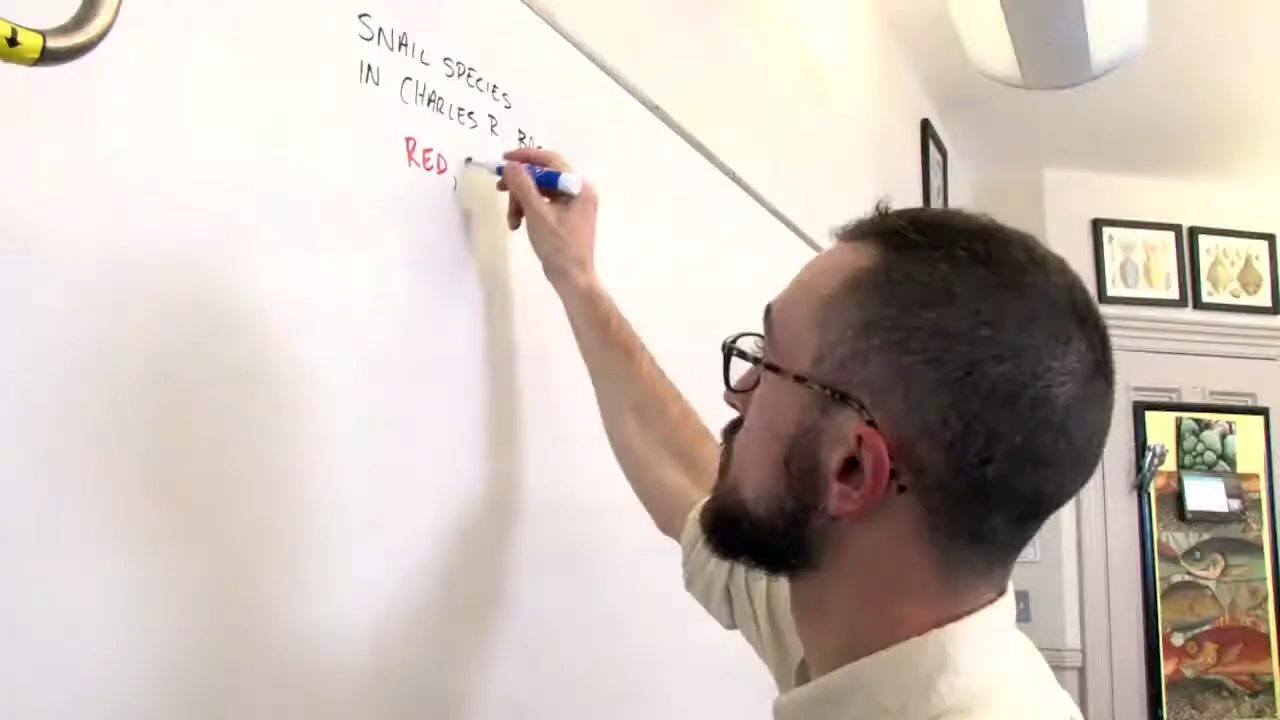 SNAIL SPECIES
IN CHARLES R.
RED,